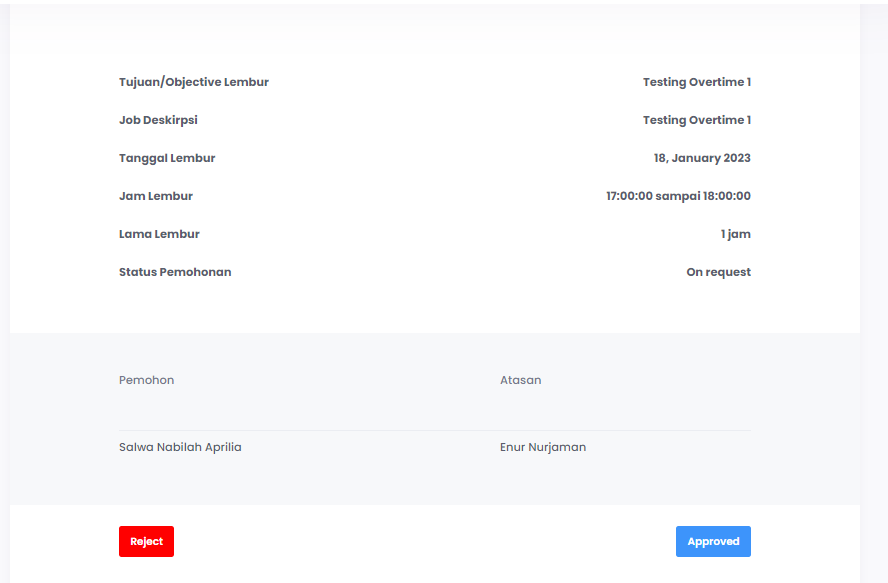 Tujuan/Objective Lembur Testing Overtime 1
Job Deskirpsi Testing Overtime 1
Tanggal Lembur 18, January 2023
Jam Lembur 17:00:00 sampai 18:00:00
Lama Lembur 1 jam
Status Pemohonan On request
Pemohon Atasan
Salwa Nabilah Aprilia Enur Nurjaman
Reject Approved